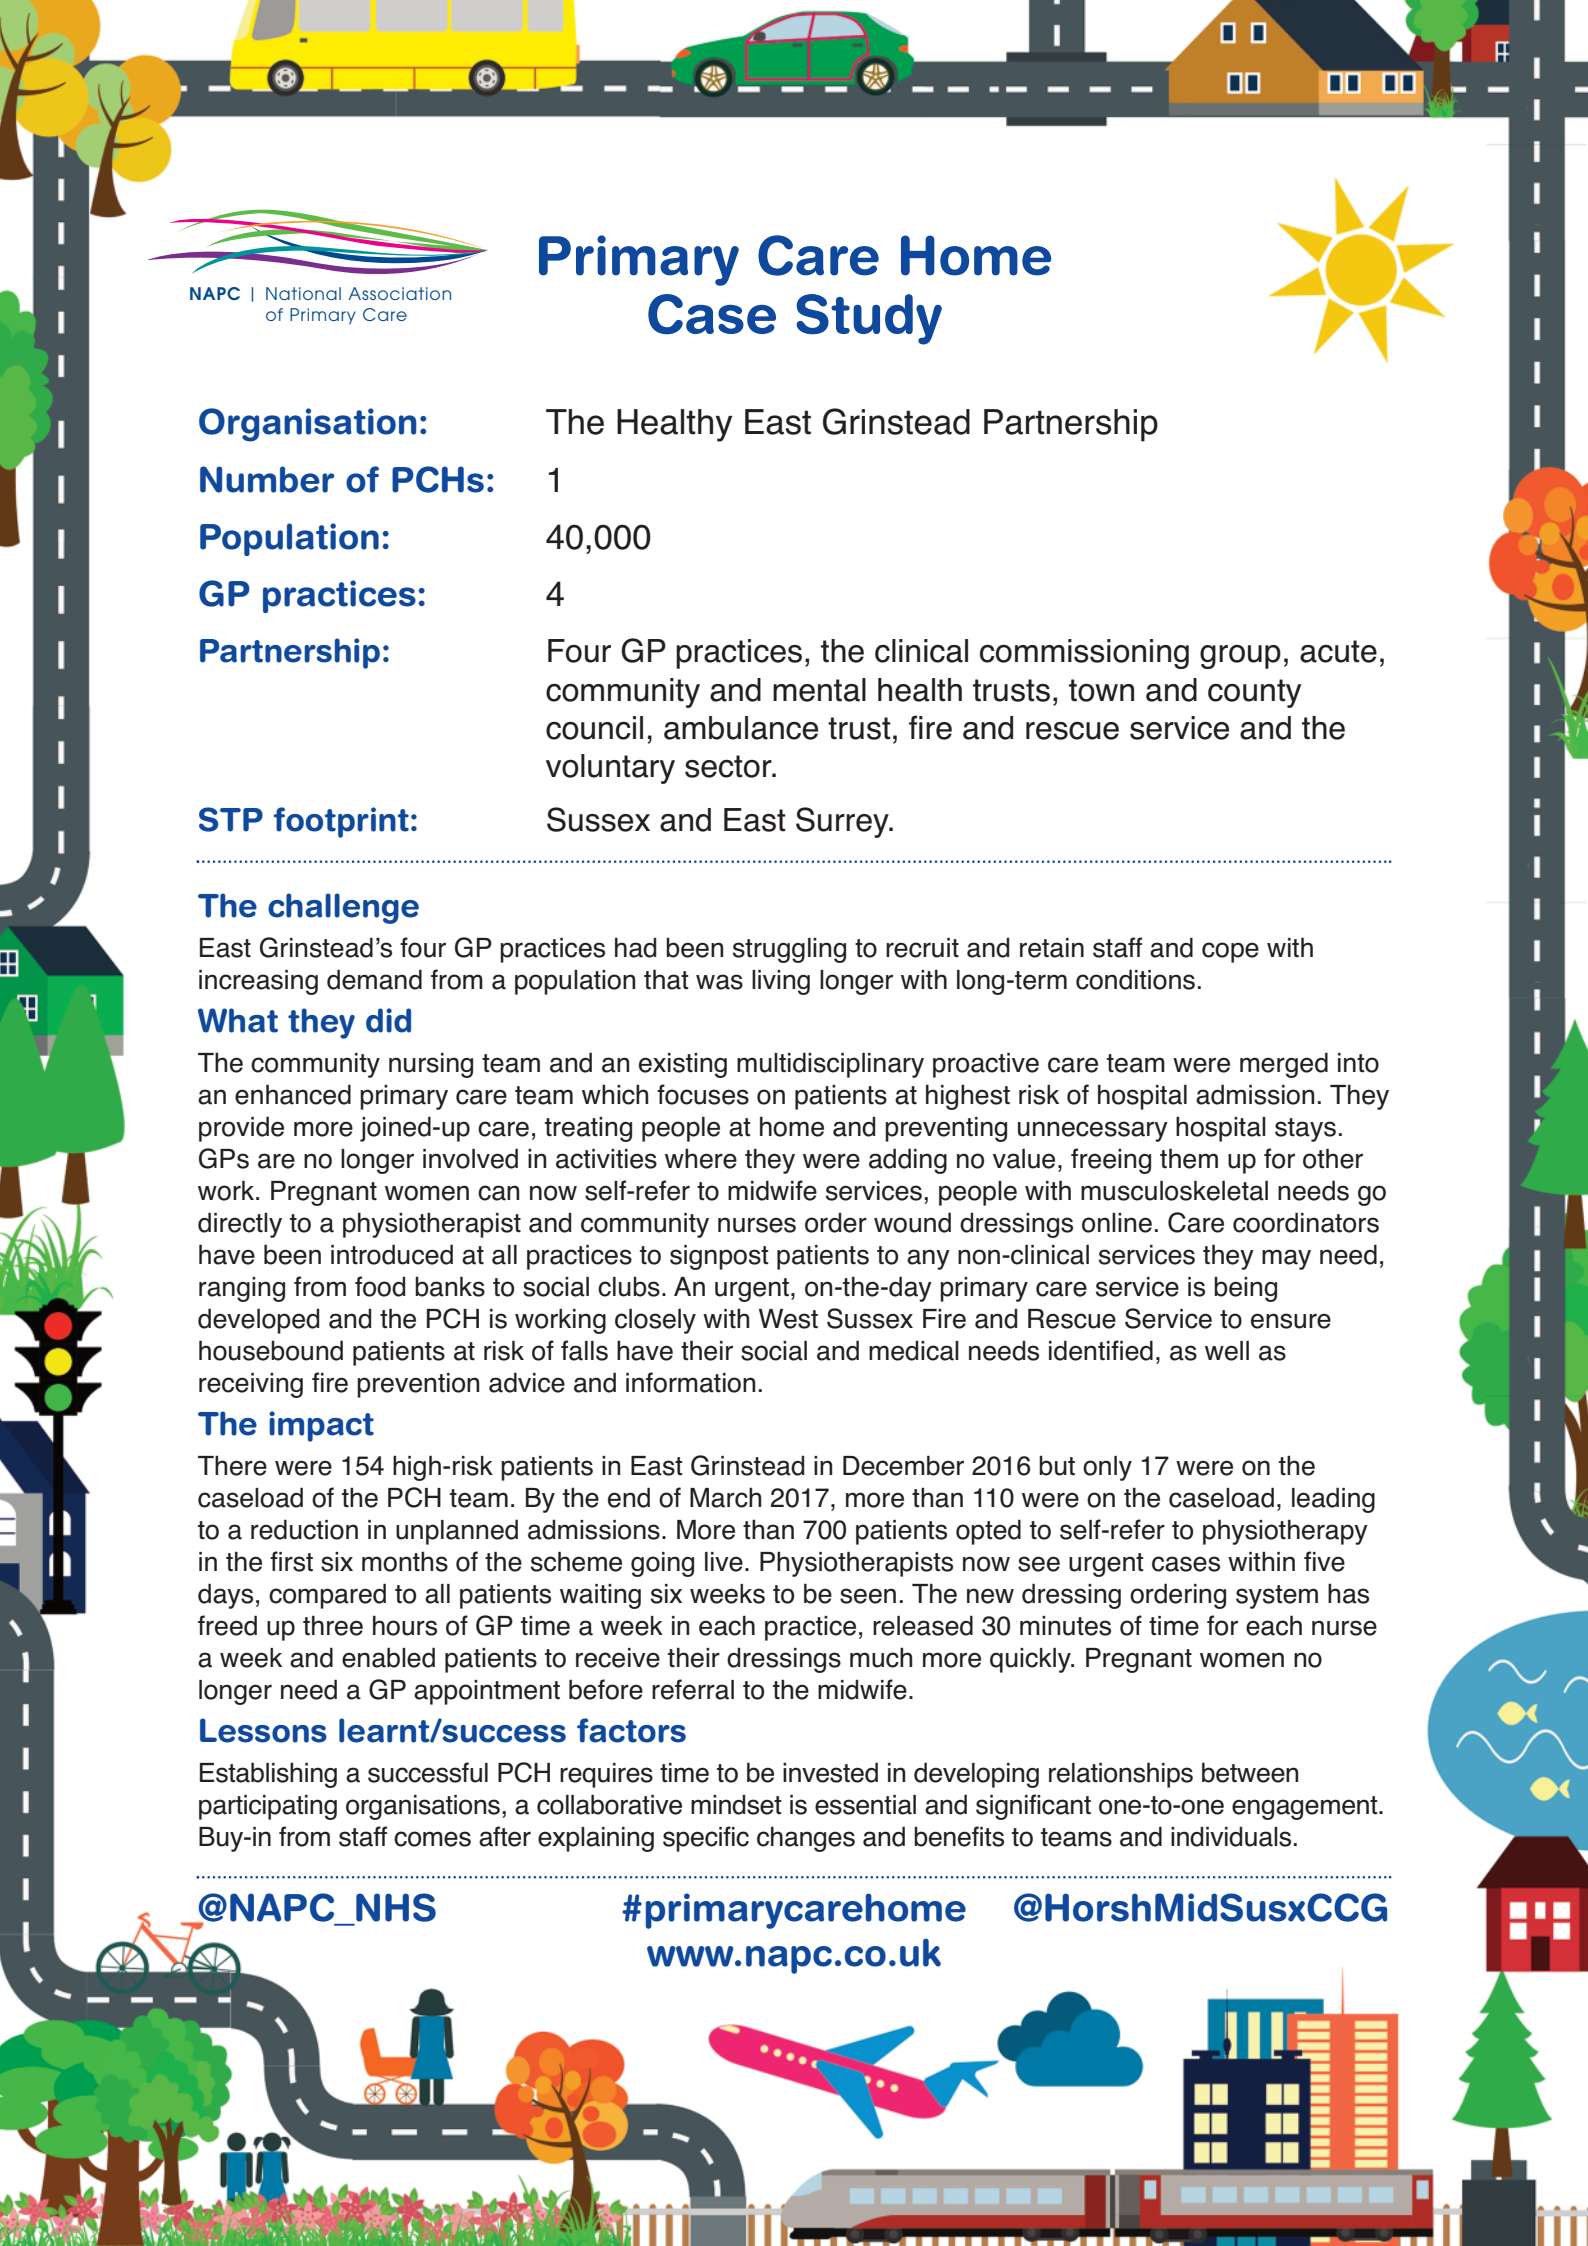 NAPC | National Association
of Primary Care
Primary Care Home
Case Study
Organisation: The Healthy East Grinstead Partnership
Number of PCHs: 1
Population: 40,000
GP practices: 4
Partnership: Four GP practices, the clinical commissioning group, acute,
community and mental health trusts, town and county
council, ambulance trust, fire and rescue service and the
voluntary sector.
STP footprint: Sussex and East Surrey.
The challenge
East Grinstead’s four GP practices had been struggling to recruit and retain staff and cope with
increasing demand from a population that was living longer with long-term conditions.
What they did
The community nursing team and an existing multidisciplinary proactive care team were merged into
an enhanced primary care team which focuses on patients at highest risk of hospital admission. They
provide more joined-up care, treating people at home and preventing unnecessary hospital stays.
GPs are no longer involved in activities where they were adding no value, freeing them up for other
work. Pregnant women can now self-refer to midwife services, people with musculoskeletal needs go
directly to a physiotherapist and community nurses order wound dressings online. Care coordinators
have been introduced at all practices to signpost patients to any non-clinical services they may need,
ranging from food banks to social clubs. An urgent, on-the-day primary care service is being
developed and the PCH is working closely with West Sussex Fire and Rescue Service to ensure
housebound patients at risk of falls have their social and medical needs identified, as well as
receiving fire prevention advice and information.
The impact
There were 154 high-risk patients in East Grinstead in December 2016 but only 17 were on the
caseload of the PCH team. By the end of March 2017, more than 110 were on the caseload, leading
to a reduction in unplanned admissions. More than 700 patients opted to self-refer to physiotherapy
in the first six months of the scheme going live. Physiotherapists now see urgent cases within five
days, compared to all patients waiting six weeks to be seen. The new dressing ordering system has
freed up three hours of GP time a week in each practice, released 30 minutes of time for each nurse
a week and enabled patients to receive their dressings much more quickly. Pregnant women no
longer need a GP appointment before referral to the midwife.
Lessons learnt/success factors
Establishing a successful PCH requires time to be invested in developing relationships between
participating organisations, a collaborative mindset is essential and significant one-to-one engagement.
Buy-in from staff comes after explaining specific changes and benefits to teams and individuals.
@NAPC_NHS #primarycarehome @HorshMidSusxCCG
www.napc.co.uk